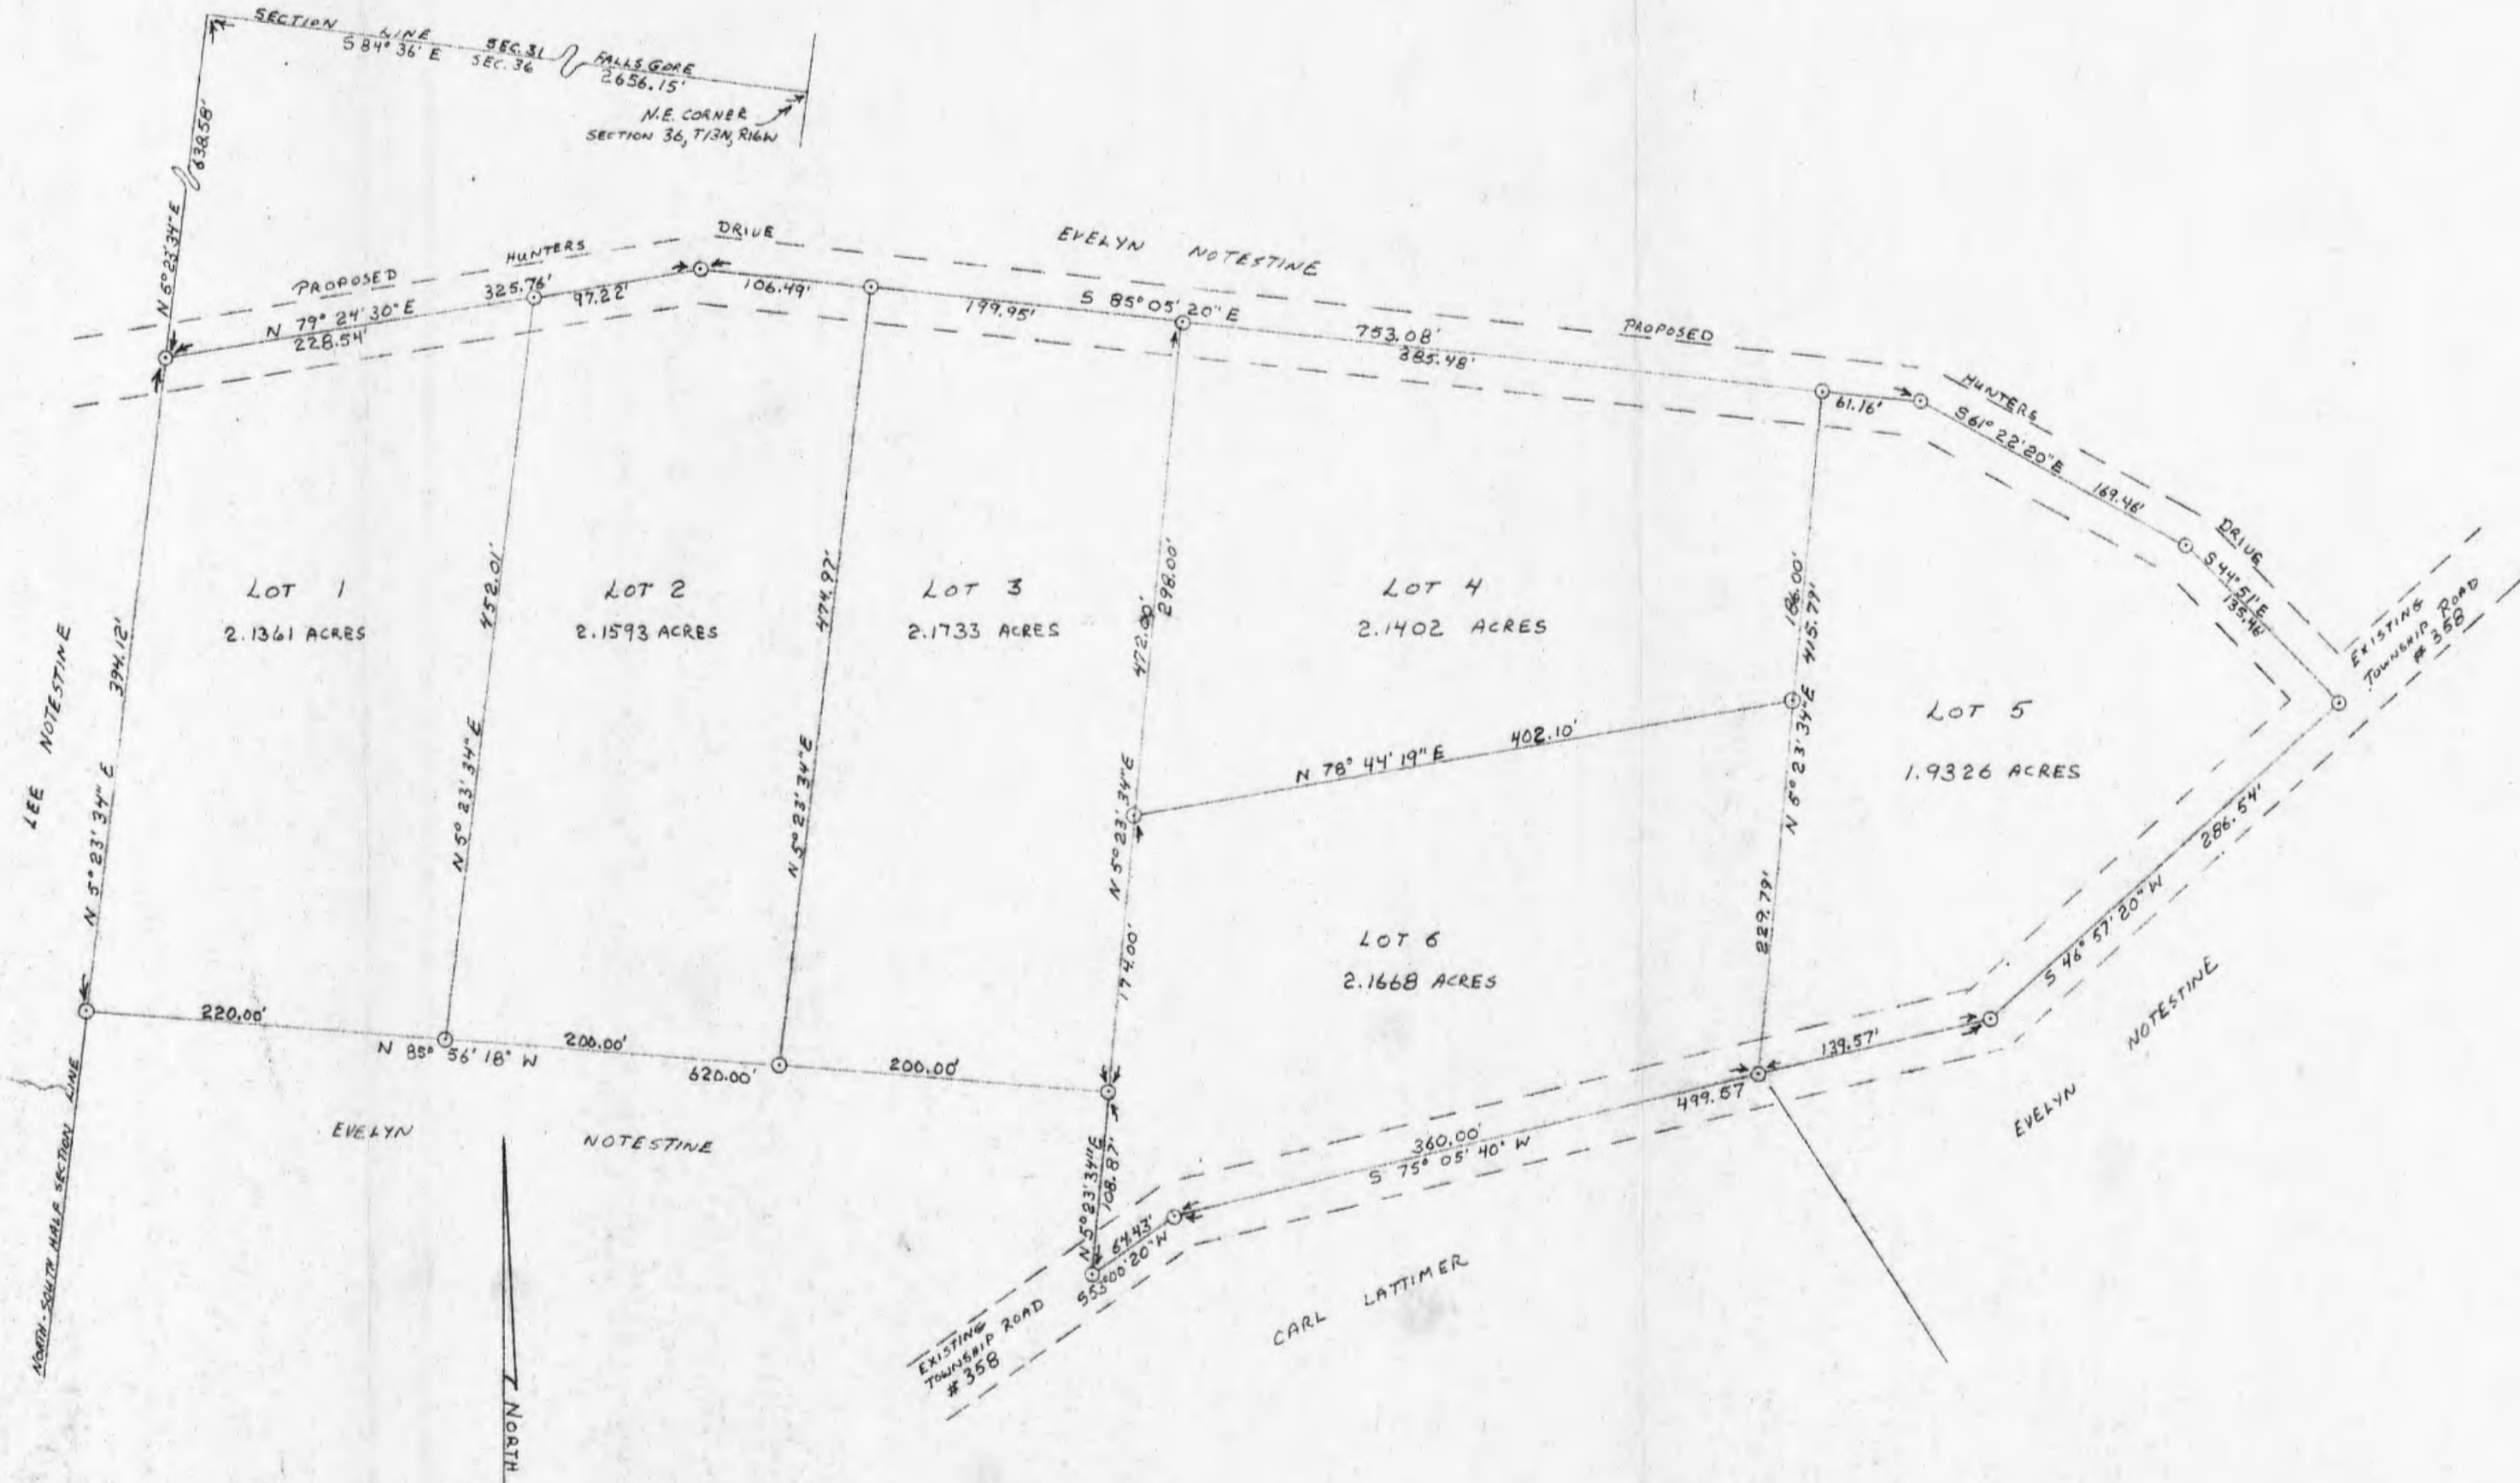 SECTION LINE
S 84° 36' E
SEC. 31
SEC. 36
FALLS GORE
2656.15'
N.E. CORNER
SECTION 36, T13N, R16W
638.58'
N 5° 23' 34" E
PROPOSED HUNTERS DRIVE
325.76'
N 79° 24' 30" E
228.54'
97.22'
106.49'
EVELYN NOTESTINE
199.95'
S 85° 05' 20" E
753.08'
385.48'
PROPOSED HUNTERS DRIVE
61.16'
S 61° 22' 20" E
169.46'
S 44° 51' E
135.46'
EXISTING
TOWNSHIP ROAD
# 358
LEE NOTESTINE
394.12'
N 5° 23' 34" E
LOT 1
2.1361 ACRES
452.01'
N 5° 23' 34" E
LOT 2
2.1593 ACRES
474.97'
N 5° 23' 34" E
LOT 3
2.1733 ACRES
298.00'
472.00'
N 5° 23' 34" E
174.00'
LOT 4
2.1402 ACRES
186.00'
415.79'
N 5° 23' 34" E
229.79'
N 78° 44' 19" E
402.10'
LOT 5
1.9326 ACRES
286.54'
S 46° 57' 20" W
LOT 6
2.1668 ACRES
220.00'
N 85° 56' 18" W
200.00'
620.00'
200.00'
139.57'
499.57
360.00'
S 75° 05' 40" W
EVELYN NOTESTINE
EVELYN NOTESTINE
N 5° 23' 34" E
108.87'
64.43'
S 53° 00' 20" W
EXISTING
TOWNSHIP ROAD
# 358
CARL LATTIMER
NORTH-SOUTH HALF SECTION LINE
NORTH